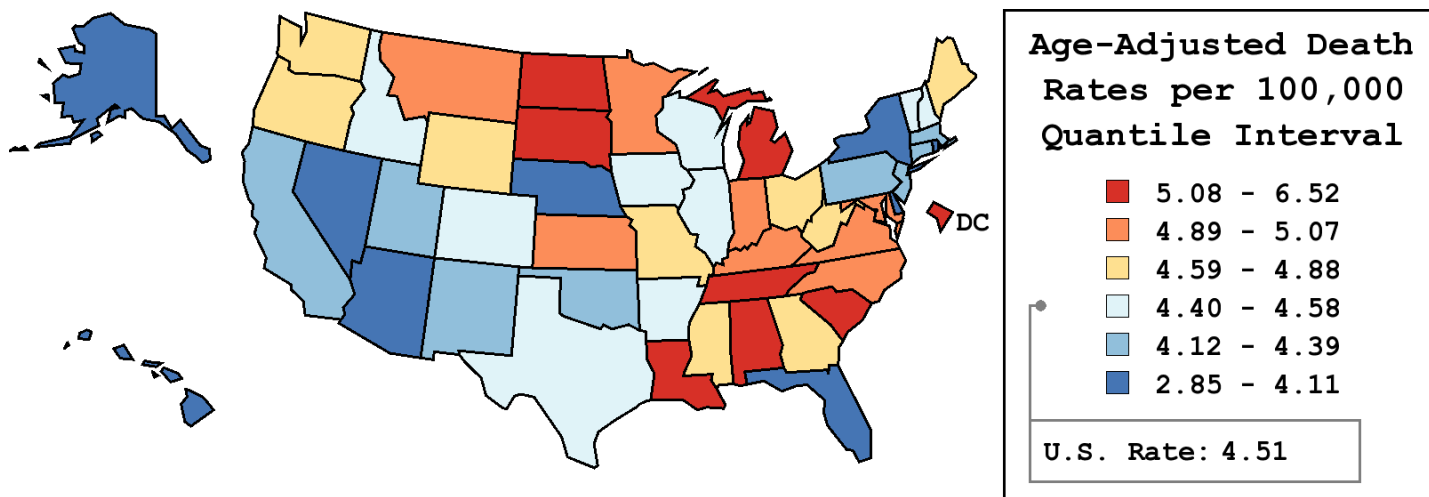 Age-Adjusted Death
Rates per 100,000
Quantile Interval
5.08 - 6.52
4.89 - 5.07
4.59 - 4.88
4.40 - 4.58
4.12 - 4.39
2.85 - 4.11
U.S. Rate: 4.51
DC